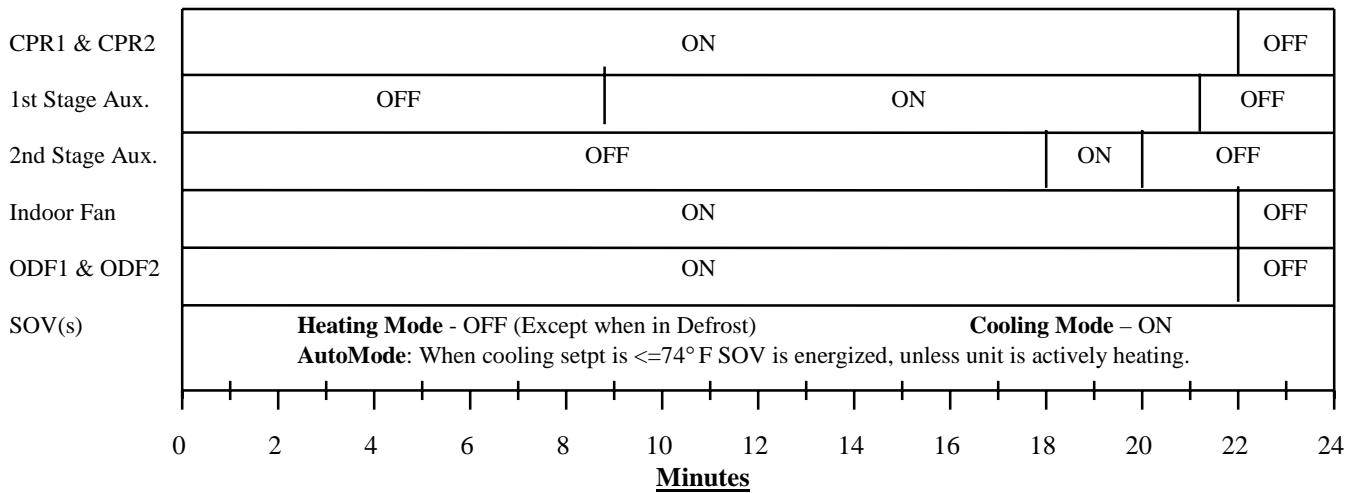 CPR1 & CPR2 ON OFF
1st Stage Aux. OFF ON OFF
2nd Stage Aux. OFF ON OFF
Indoor Fan ON OFF
ODF1 & ODF2 ON OFF
SOV(s) Heating Mode - OFF (Except when in Defrost) Cooling Mode – ON
AutoMode: When cooling setpt is <=74° F SOV is energized, unless unit is actively heating.
0 2 4 6 8 10 12 14 16 18 20 22 24
Minutes